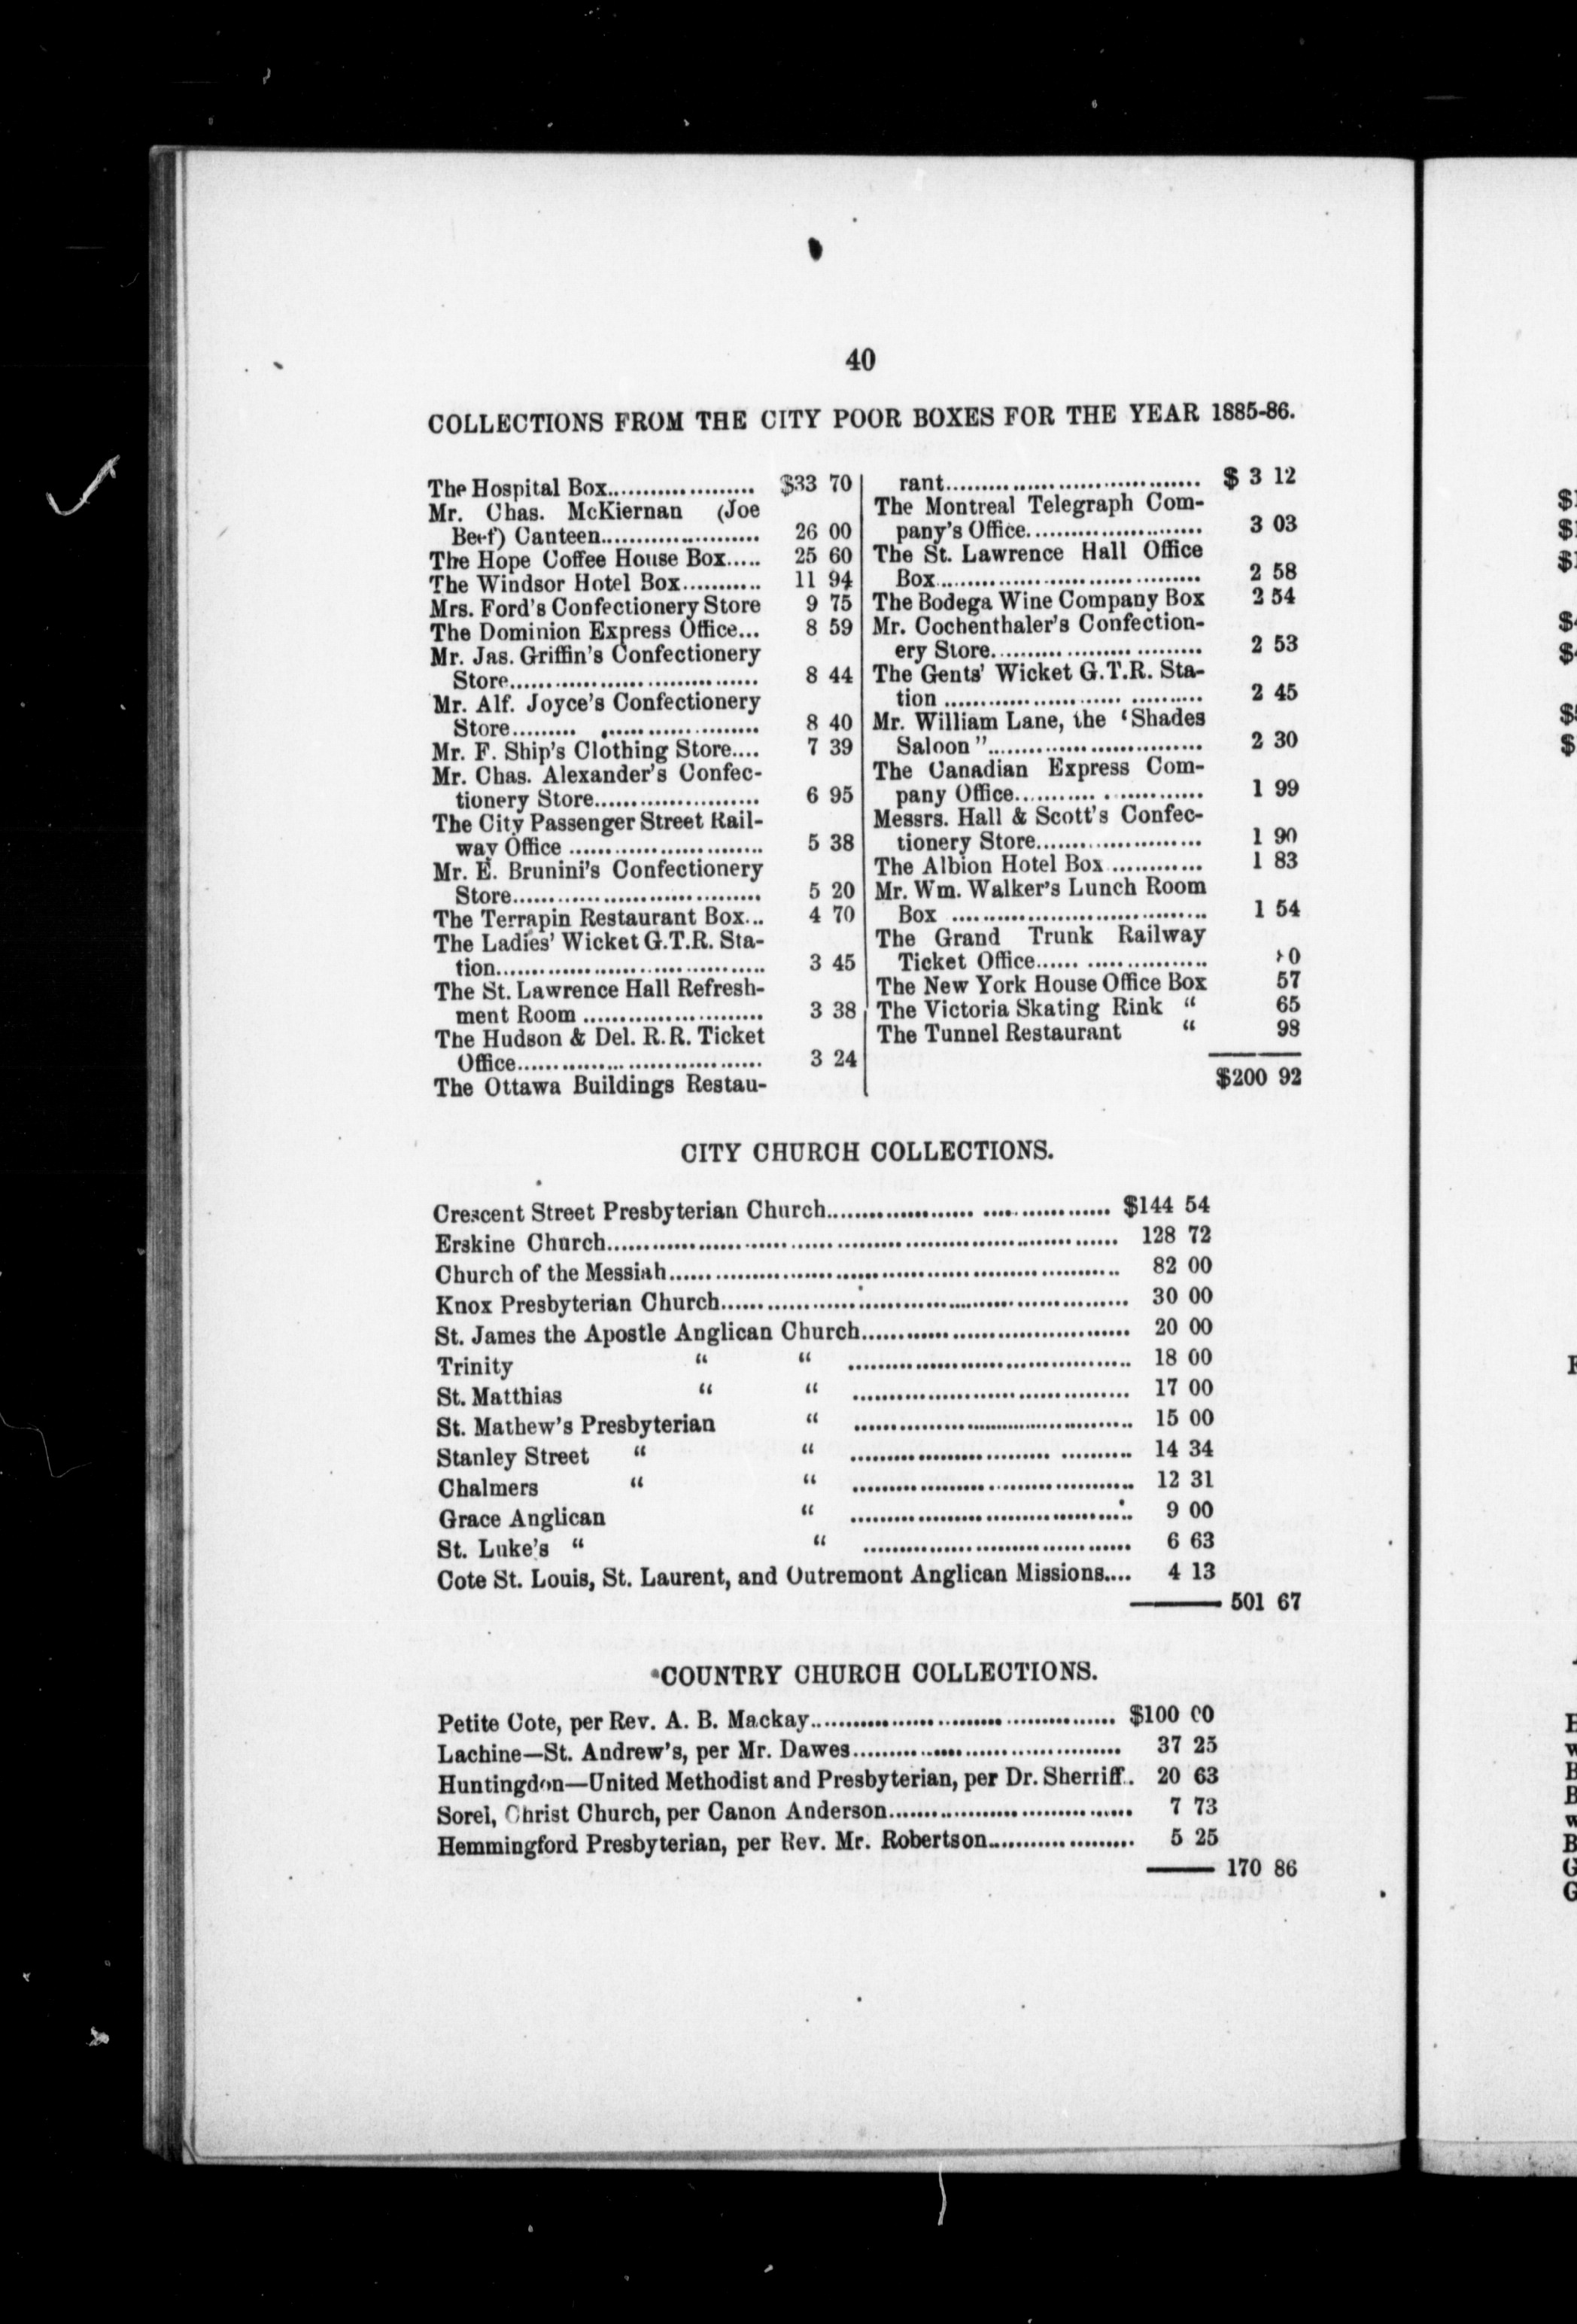 40
COLLECTIONS FROM THE CITY POOR BOXES FOR THE YEAR 1885-86.
The Hospital Box.................... $33 70
Mr. Chas. McKiernan (Joe
Beef) Canteen...................... 26 00
The Hope Coffee House Box..... 25 60
The Windsor Hotel Box........... 11 94
Mrs. Ford's Confectionery Store 9 75
The Dominion Express Office... 8 59
Mr. Jas. Griffin's Confectionery
Store.................................. 8 44
Mr. Alf. Joyce's Confectionery
Store......... ...................... 8 40
Mr. F. Ship's Clothing Store.... 7 39
Mr. Chas. Alexander's Confec-
tionery Store....................... 6 95
The City Passenger Street Rail-
way Office ........................... 5 38
Mr. E. Brunini's Confectionery
Store.................................. 5 20
The Terrapin Restaurant Box... 4 70
The Ladies' Wicket G.T.R. Sta-
tion..................................... 3 45
The St. Lawrence Hall Refresh-
ment Room ......................... 3 38
The Hudson & Del. R.R. Ticket
Office.................................. 3 24
The Ottawa Buildings Restau-
rant................................... $ 3 12
The Montreal Telegraph Com-
pany's Office........................ 3 03
The St. Lawrence Hall Office
Box.................................... 2 58
The Bodega Wine Company Box 2 54
Mr. Cochenthaler's Confection-
ery Store............................. 2 53
The Gents' Wicket G.T.R. Sta-
tion .................................... 2 45
Mr. William Lane, the ‘Shades
Saloon”.............................. 2 30
The Canadian Express Com-
pany Office.......................... 1 99
Messrs. Hall & Scott's Confec-
tionery Store....................... 1 90
The Albion Hotel Box ............ 1 83
Mr. Wm. Walker's Lunch Room
Box ................................... 1 54
The Grand Trunk Railway
Ticket Office...... ................
The New York House Office Box 57
The Victoria Skating Rink “ 65
The Tunnel Restaurant “ 98
$200 92
CITY CHURCH COLLECTIONS.
Crescent Street Presbyterian Church.................... ................. $144 54
Erskine Church...................................................................... 128 72
Church of the Messiah.............................................................. 82 00
Knox Presbyterian Church........................................................ 30 00
St. James the Apostle Anglican Church..................................... 20 00
Trinity “ “ ....................................... 18 00
St. Matthias “ “ ...................................... 17 00
St. Mathew's Presbyterian “ ...................................... 15 00
Stanley Street “ “ ........................... .......... 14 34
Chalmers “ “ ...................................... 12 31
Grace Anglican “ ...................................... 9 00
St. Luke's “ “ ..................................... 6 63
Cote St. Louis, St. Laurent, and Outremont Anglican Missions.... 4 13
501 67
COUNTRY CHURCH COLLECTIONS.
Petite Cote, per Rev. A. B. Mackay.......................................... $100 00
Lachine—St. Andrew's, per Mr. Dawes..................................... 37 25
Huntingdon—United Methodist and Presbyterian, per Dr. Sherriff.. 20 63
Sorel, Christ Church, per Canon Anderson................................. 7 73
Hemmingford Presbyterian, per Rev. Mr. Robertson.................... 5 25
170 86